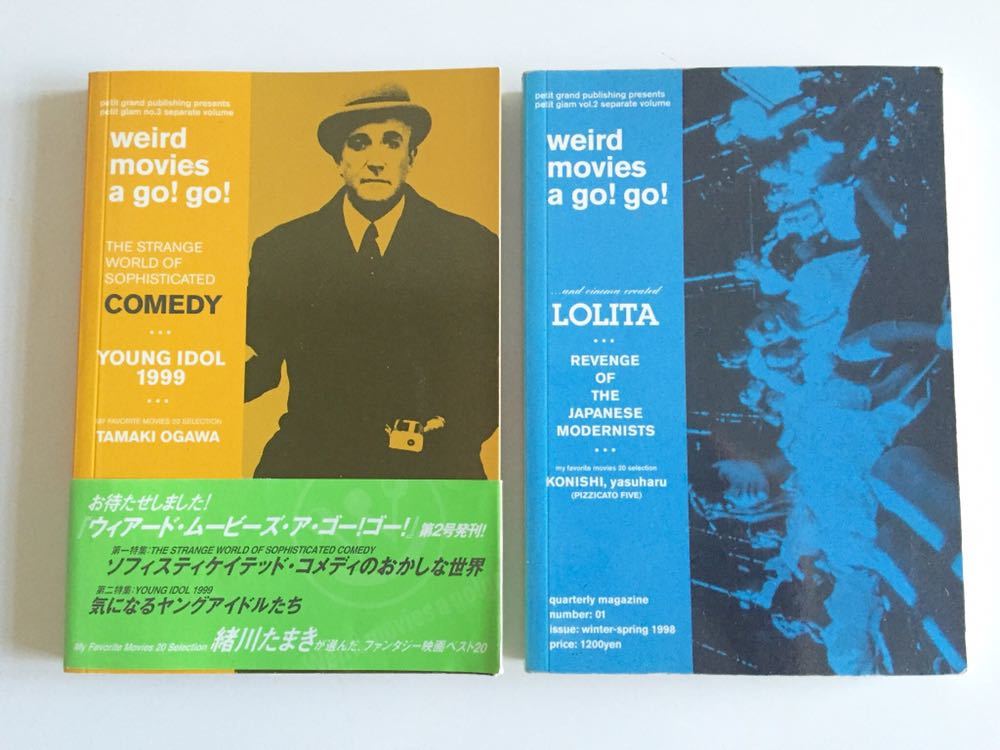 petit grand publishing presents
petit glam no.3 separate volume
weird
movies
a go! go!
THE STRANGE
WORLD OF
SOPHISTICATED
COMEDY
YOUNG IDOL
1999
MY FAVORITE MOVIES 20 SELECTION
TAMAKI OGAWA
お待たせしました!
『ウィアード・ムービーズ・ア・ゴー!ゴー!』第2号発刊!
第一特集:THE STRANGE WORLD OF SOPHISTICATED COMEDY
ソフィスティケイテッド・コメディのおかしな世界
第二特集:YOUNG IDOL 1999
気になるヤングアイドルたち
My Favorite Movies 20 Selection 緒川たまきが選んだ、ファンタジー映画ベスト20
petit grand publishing presents
petit glam vol.2 separate volume
weird
movies
a go! go!
...and cinema created
LOLITA
REVENGE
OF
THE
JAPANESE
MODERNISTS
my favorite movies 20 selection
KONISHI, yasuharu
(PIZZICATO FIVE)
quarterly magazine
number: 01
issue: winter-spring 1998
price: 1200yen